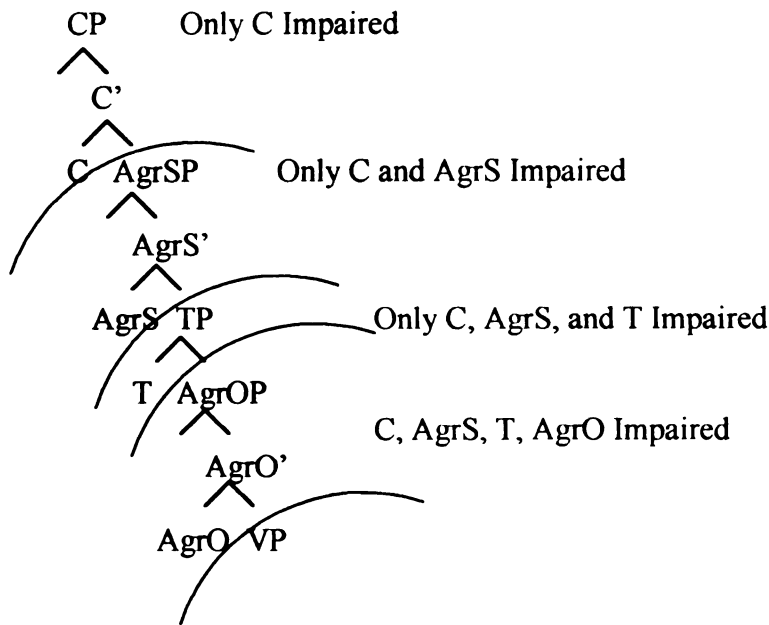 CP Only C Impaired
C’
C AgrSP Only C and AgrS Impaired
AgrS’
AgrS TP Only C, AgrS, and T Impaired
T AgrOP
C, AgrS, T, AgrO Impaired
AgrO’
AgrO VP